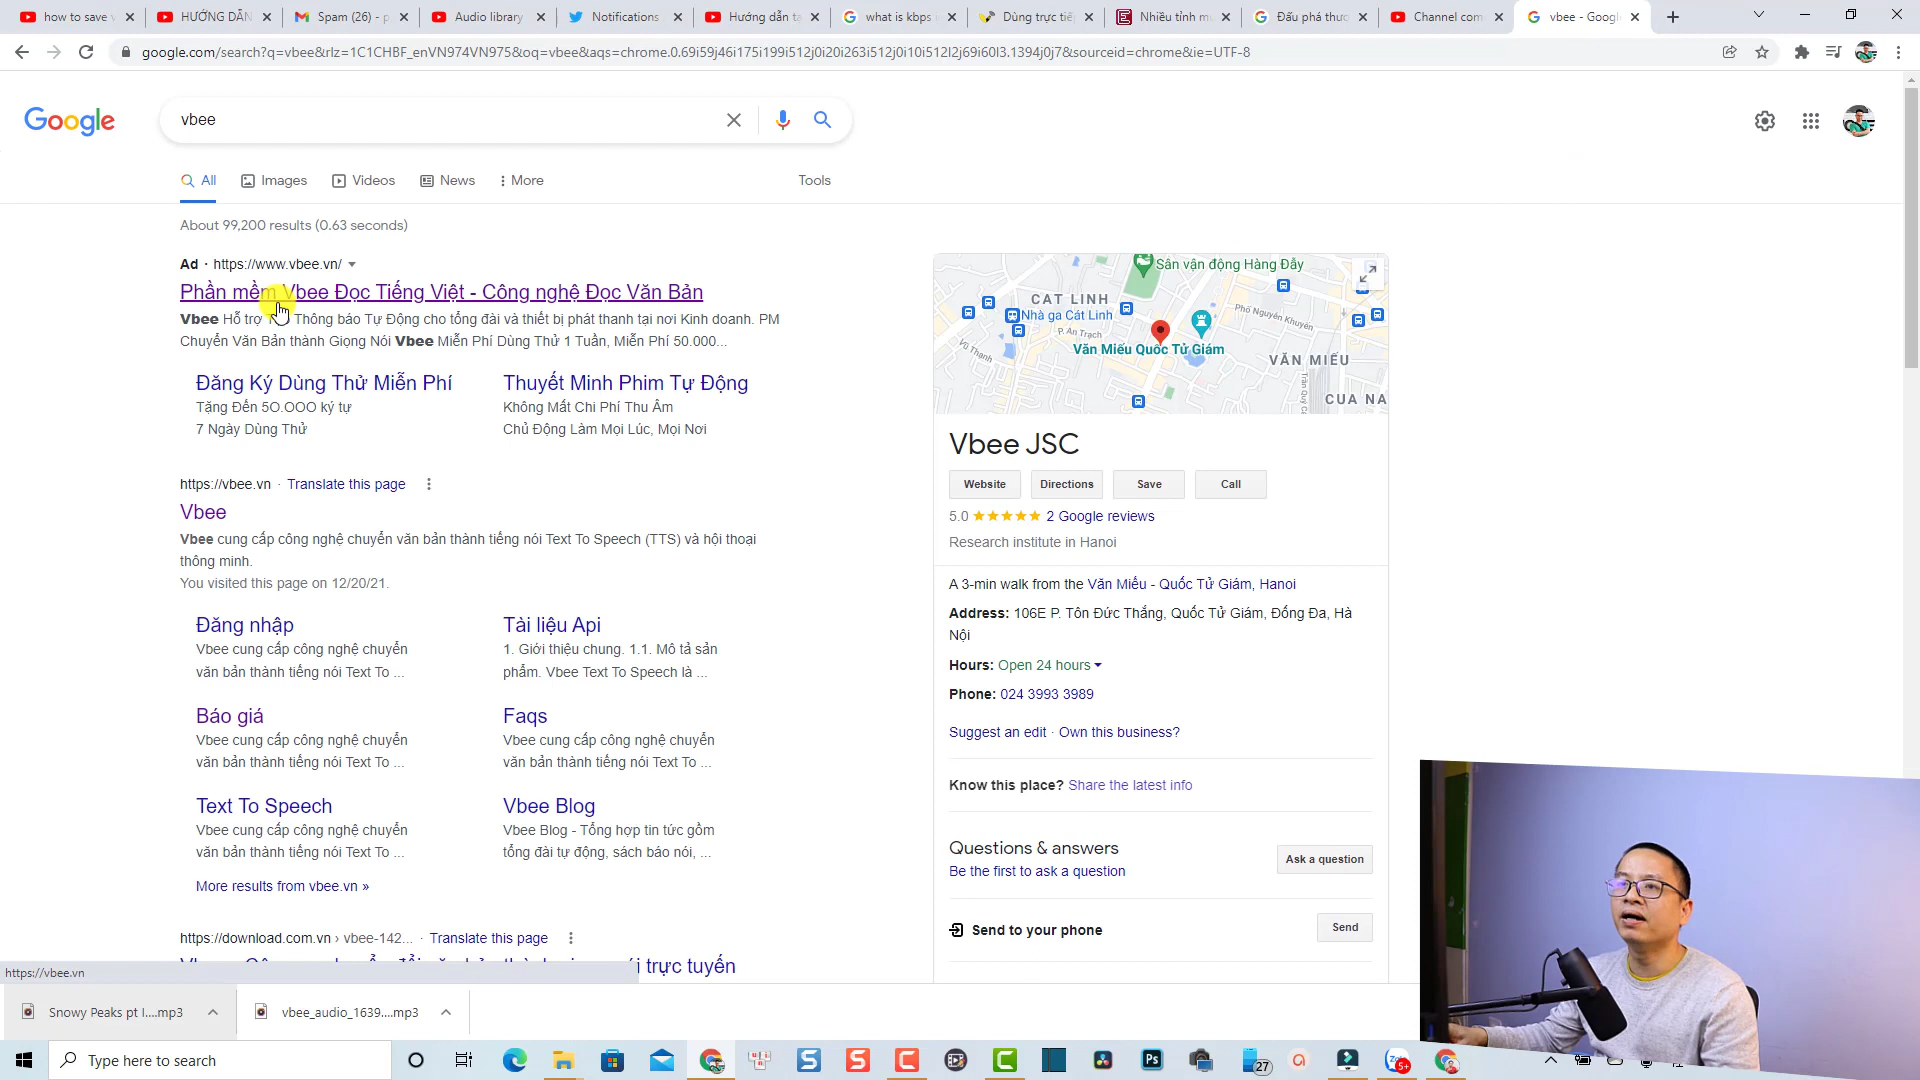 how to save v
HƯỚNG DẪN
Spam (26) - p
Audio library
Notifications
Hướng dẫn tạ
what is kbps
Dùng trực tiế
Nhiều tỉnh m
Đấu phá thư
Channel com
vbee - Googl
google.com/search?q=vbee&rlz=1C1CHBF_enVN974VN975&oq=vbee&aqs=chrome.0.69i59j46i175i199i512j0i20i263i512j0i10i512l2j69i60l3.1394j0j7&sourceid=chrome&ie=UTF-8
Google
vbee
All
Images
Videos
News
More
Tools
About 99,200 results (0.63 seconds)
Ad · https://www.vbee.vn/
Phần mềm Vbee Đọc Tiếng Việt - Công nghệ Đọc Văn Bản
Vbee Hỗ trợ Thông báo Tự Động cho tổng đài và thiết bị phát thanh tại nơi Kinh doanh. PM
Chuyển Văn Bản thành Giọng Nói Vbee Miễn Phí Dùng Thử 1 Tuần, Miễn Phí 50.000...
Đăng Ký Dùng Thử Miễn Phí
Tặng Đến 5O.OOO ký tự
7 Ngày Dùng Thử
Thuyết Minh Phim Tự Động
Không Mất Chi Phí Thu Âm
Chủ Động Làm Mọi Lúc, Mọi Nơi
https://vbee.vn · Translate this page
Vbee
Vbee cung cấp công nghệ chuyển văn bản thành tiếng nói Text To Speech (TTS) và hội thoại
thông minh.
You visited this page on 12/20/21.
Đăng nhập
Vbee cung cấp công nghệ chuyển
văn bản thành tiếng nói Text To ...
Tài liệu Api
1. Giới thiệu chung. 1.1. Mô tả sản
phẩm. Vbee Text To Speech là ...
Báo giá
Vbee cung cấp công nghệ chuyển
văn bản thành tiếng nói Text To ...
Faqs
Vbee cung cấp công nghệ chuyển
văn bản thành tiếng nói Text To ...
Text To Speech
Vbee cung cấp công nghệ chuyển
văn bản thành tiếng nói Text To ...
Vbee Blog
Vbee Blog - Tổng hợp tin tức gồm
tổng đài tự động, sách báo nói, ...
More results from vbee.vn »
https://download.com.vn › vbee-142... · Translate this page
trực tuyến
https://vbee.vn
Sân vận động Hàng Đẫy
CAT LINH
Nhà ga Cát Linh
P. An Trạch
Phố Nguyên Khuyến
Vũ Thạnh
Văn Miếu Quốc Tử Giám
VĂN MIẾU
CUA NA
Vbee JSC
Website
Directions
Save
Call
5.0 ★★★★★ 2 Google reviews
Research institute in Hanoi
A 3-min walk from the Văn Miếu - Quốc Tử Giám, Hanoi
Address: 106E P. Tôn Đức Thắng, Quốc Tử Giám, Đống Đa, Hà
Nội
Hours: Open 24 hours
Phone: 024 3993 3989
Suggest an edit · Own this business?
Know this place? Share the latest info
Questions & answers
Be the first to ask a question
Ask a question
Send to your phone
Send
Snowy Peaks pt I....mp3
vbee_audio_1639....mp3
Type here to search
27
5+